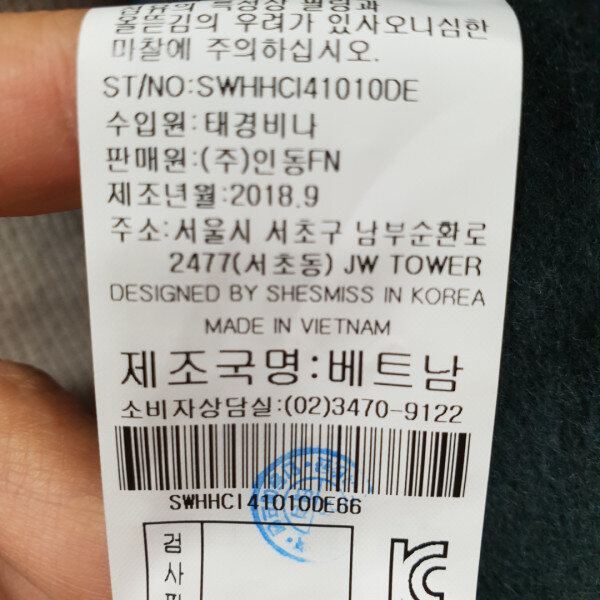 올뜯김의 우려가 있사오니심한
마찰에 주의하십시오.
ST/NO:SWHHCI41010DE
수입원:태경비나
판매원:(주)인동FN
제조년월:2018.9
주소:서울시 서초구 남부순환로
2477(서초동) JW TOWER
DESIGNED BY SHESMISS IN KOREA
MADE IN VIETNAM
제조국명:베트남
소비자상담실:(02)3470-9122
SWHHCI41010DE66
검
사